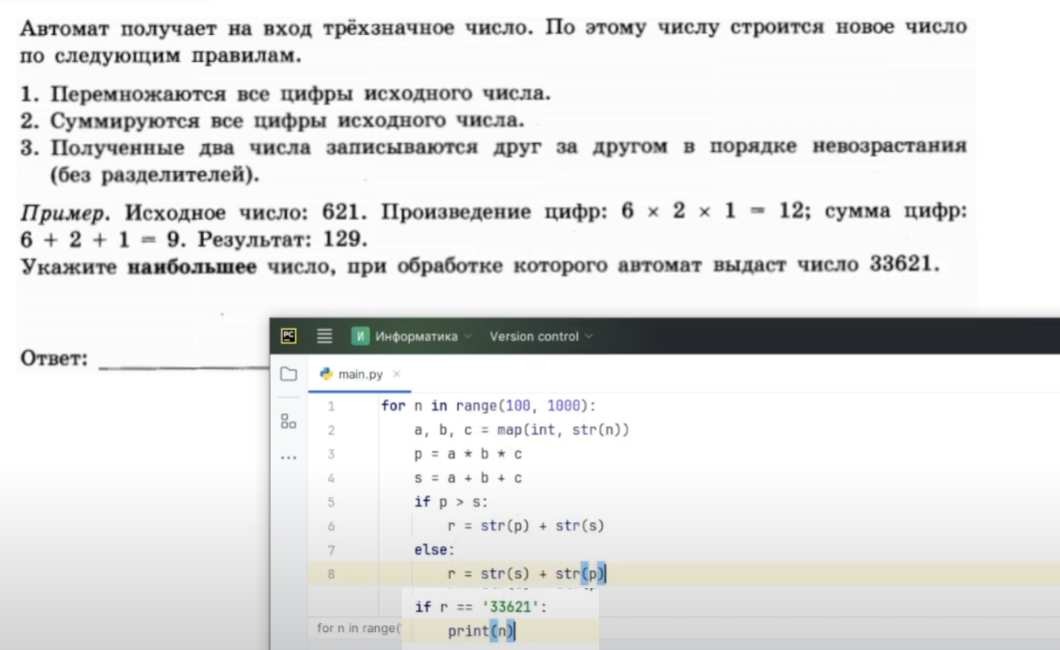 Автомат получает на вход трёхзначное число. По этому числу строится новое число
по следующим правилам.
1. Перемножаются все цифры исходного числа.
2. Суммируются все цифры исходного числа.
3. Полученные два числа записываются друг за другом в порядке невозрастания
(без разделителей).
Пример. Исходное число: 621. Произведение цифр: 6 × 2 × 1 = 12; сумма цифр:
6 + 2 + 1 = 9. Результат: 129.
Укажите наибольшее число, при обработке которого автомат выдаст число 33621.
Ответ:
PC И Информатика Version control
main.py ×
1 for n in range(100, 1000):
2 a, b, c = map(int, str(n))
3 p = a * b * c
4 s = a + b + c
5 if p > s:
6 r = str(p) + str(s)
7 else:
8 r = str(s) + str(p)
if r == '33621':
for n in range(
print(n)